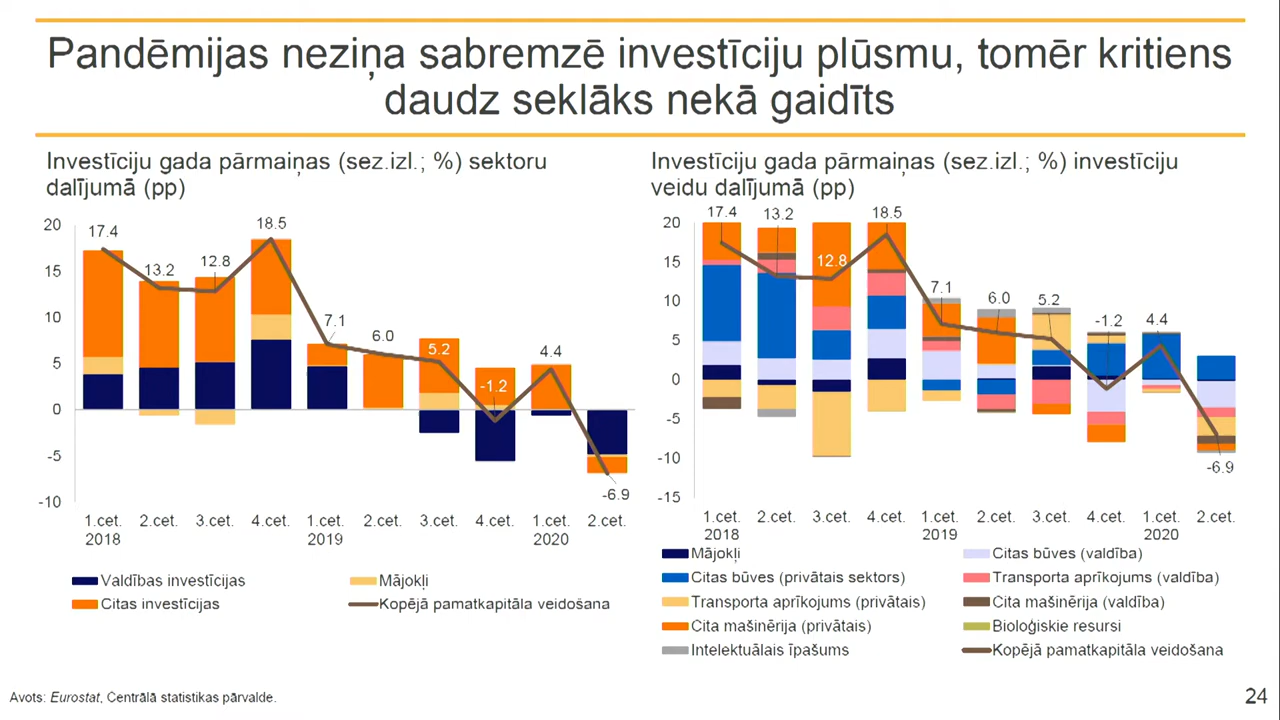 Pandēmijas neziņa sabremzē investīciju plūsmu, tomēr kritiens
daudz seklāks nekā gaidīts
Investīciju gada pārmaiņas (sez.izl.; %) sektoru
dalījumā (pp)
20
15
10
5
0
-5
-10
17.4
13.2
12.8
18.5
7.1
6.0
5.2
-1.2
4.4
-6.9
1.cet. 2.cet. 3.cet. 4.cet. 1.cet. 2.cet. 3.cet. 4.cet. 1.cet. 2.cet.
2018 2019 2020
Valdības investīcijas
Mājokļi
Citas investīcijas
Kopējā pamatkapitāla veidošana
Investīciju gada pārmaiņas (sez.izl.; %) investīciju
veidu dalījumā (pp)
20
15
10
5
0
-5
-10
-15
17.4
13.2
12.8
18.5
7.1
6.0
5.2
-1.2
4.4
-6.9
1.cet. 2.cet. 3.cet. 4.cet. 1.cet. 2.cet. 3.cet. 4.cet. 1.cet. 2.cet.
2018 2019 2020
Mājokļi
Citas būves (valdība)
Citas būves (privātais sektors)
Transporta aprīkojums (valdība)
Transporta aprīkojums (privātais)
Cita mašinērija (valdība)
Cita mašinērija (privātais)
Bioloģiskie resursi
Intelektuālais īpašums
Kopējā pamatkapitāla veidošana
Avots: Eurostat, Centrālā statistikas pārvalde.
24